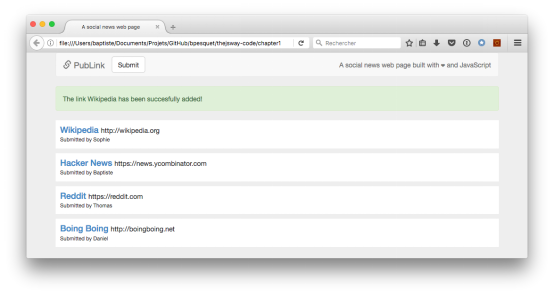 A social news web page
file:///Users/baptiste/Documents/Projets/GitHub/bpesquet/thejsway-code/chapter1
Rechercher
PubLink Submit A social news web page built with ❤ and JavaScript
The link Wikipedia has been succesfully added!
Wikipedia http://wikipedia.org
Submitted by Sophie
Hacker News https://news.ycombinator.com
Submitted by Baptiste
Reddit https://reddit.com
Submitted by Thomas
Boing Boing http://boingboing.net
Submitted by Daniel